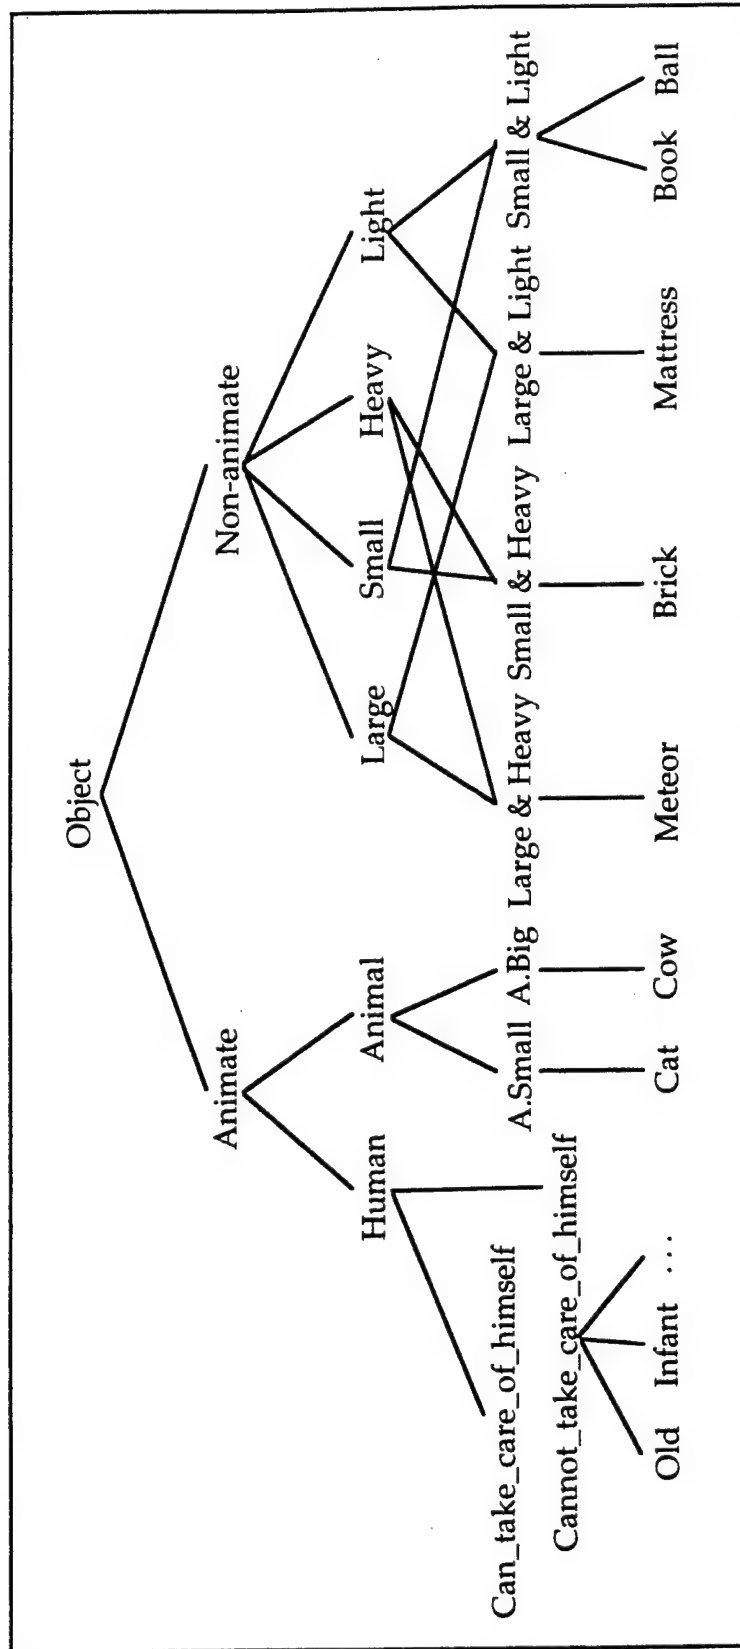 Object
Animate
Non-animate
Human
Animal
Large
Small
Heavy
Light
Can_take_care_of_himself
Cannot_take_care_of_himself
A.Small
A.Big
Large & Heavy
Small & Heavy
Large & Light
Small & Light
Old
Infant
...
Cat
Cow
Meteor
Brick
Mattress
Book
Ball